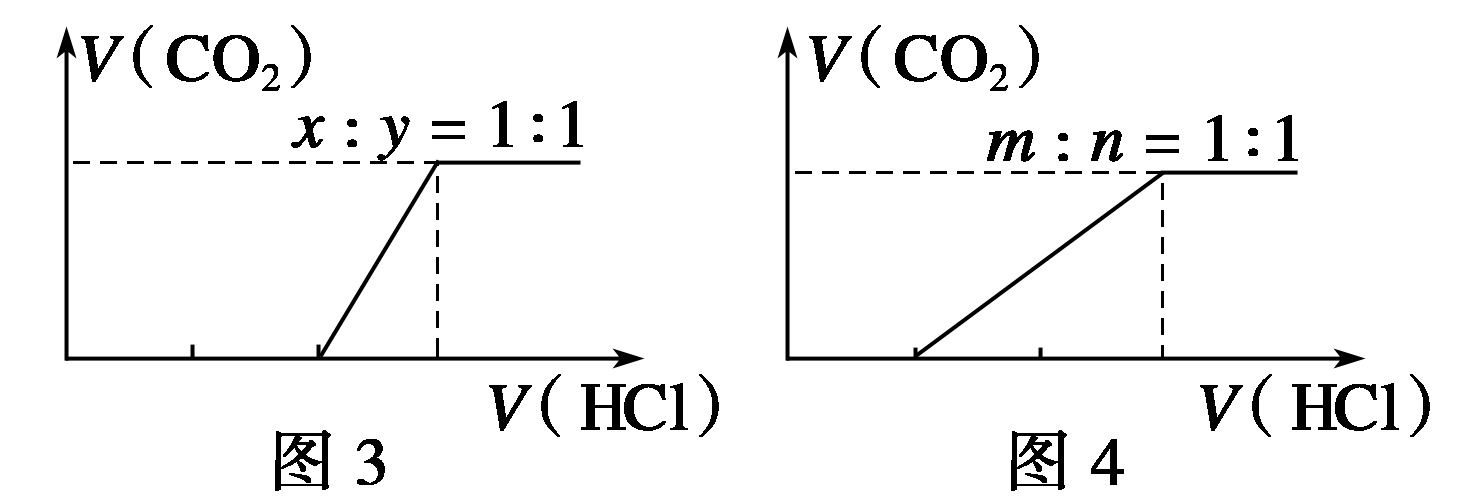 V(CO₂)
x : y = 1∶1
V(HCl)
图 3
V(CO₂)
m : n = 1∶1
V(HCl)
图 4